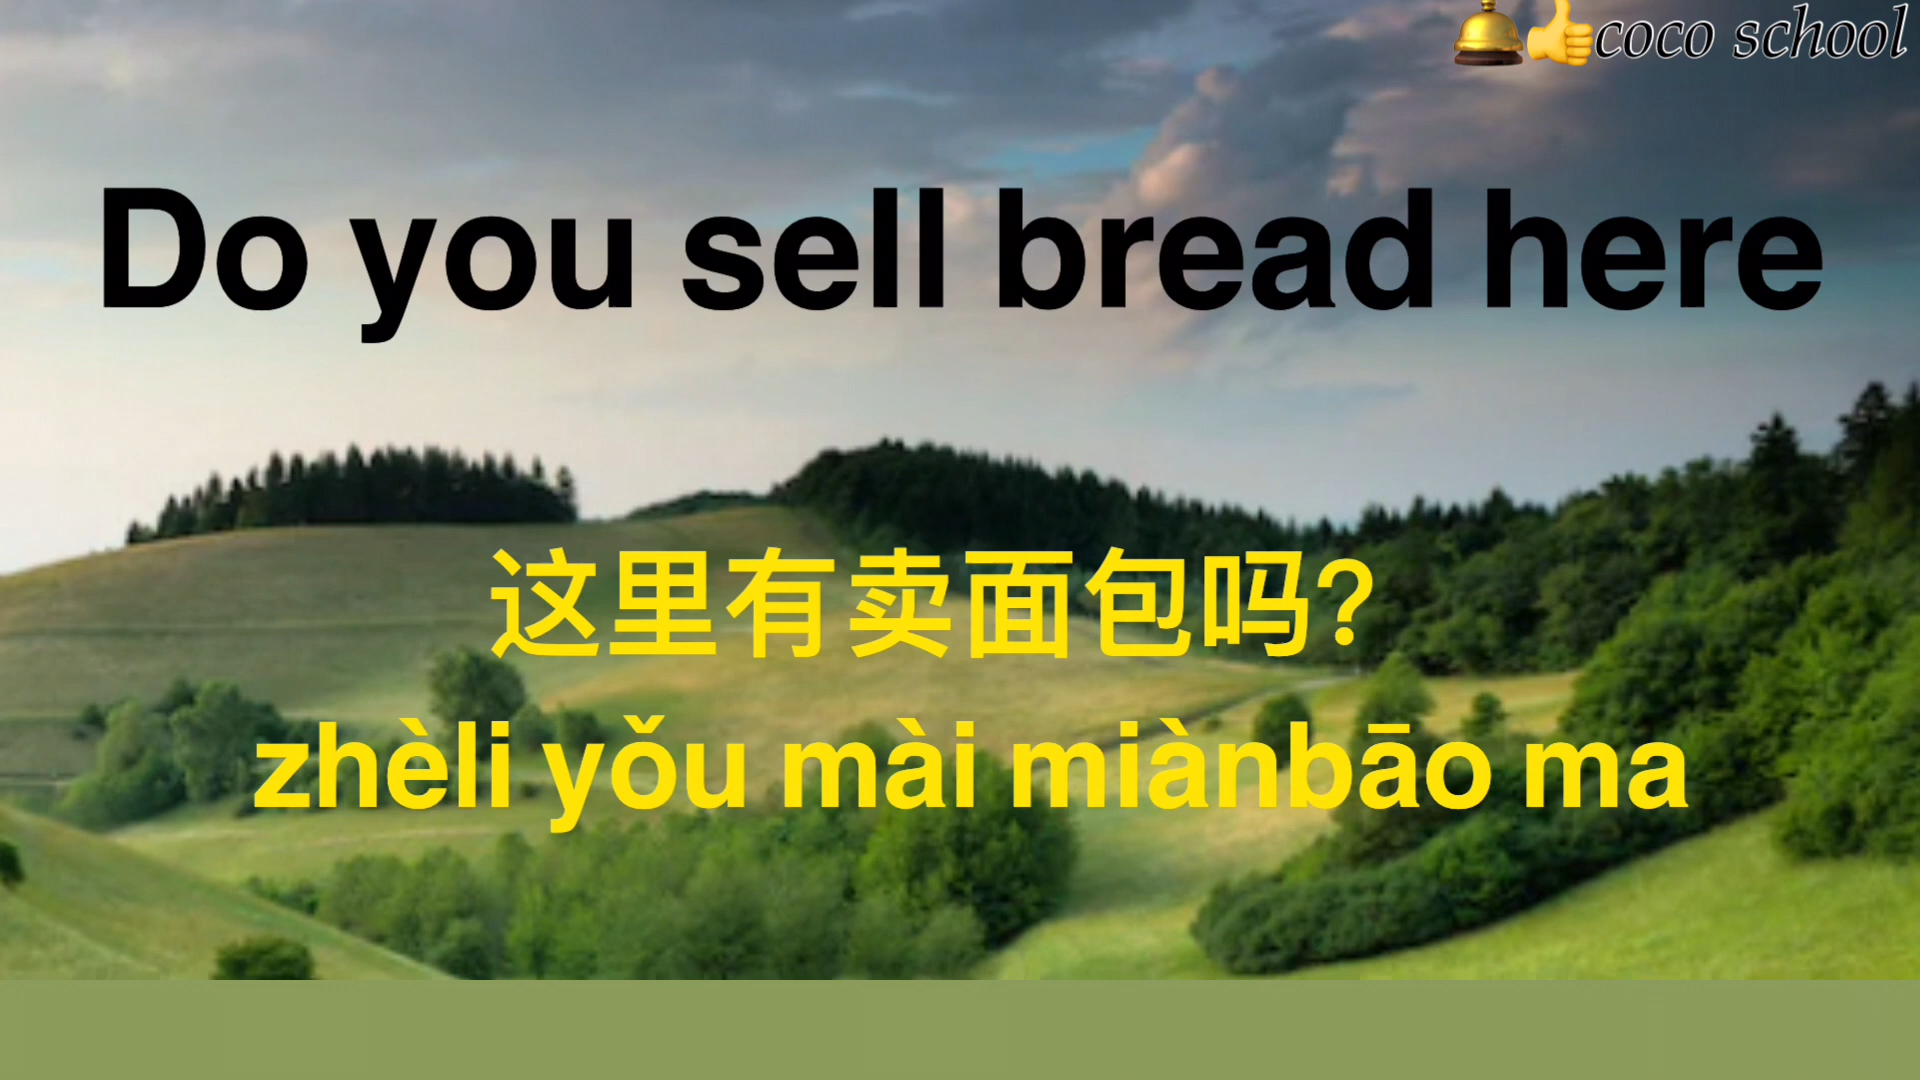 🛎👍coco school
Do you sell bread here
这里有卖面包吗?
zhèli yǒu mài miànbāo ma